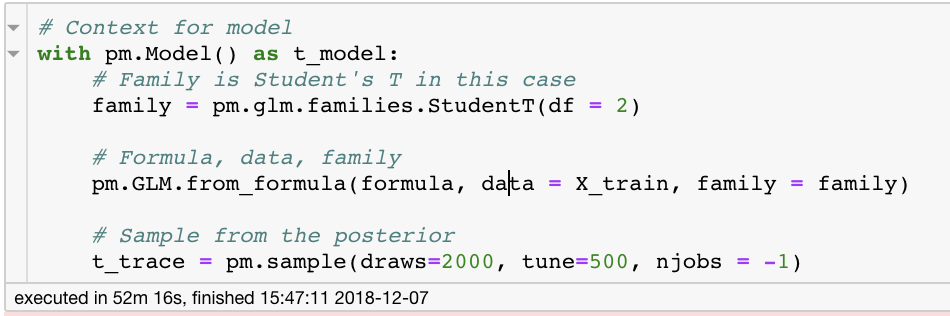 # Context for model
with pm.Model() as t_model:
# Family is Student's T in this case
family = pm.glm.families.StudentT(df = 2)
# Formula, data, family
pm.GLM.from_formula(formula, data = X_train, family = family)
# Sample from the posterior
t_trace = pm.sample(draws=2000, tune=500, njobs = -1)
executed in 52m 16s, finished 15:47:11 2018-12-07